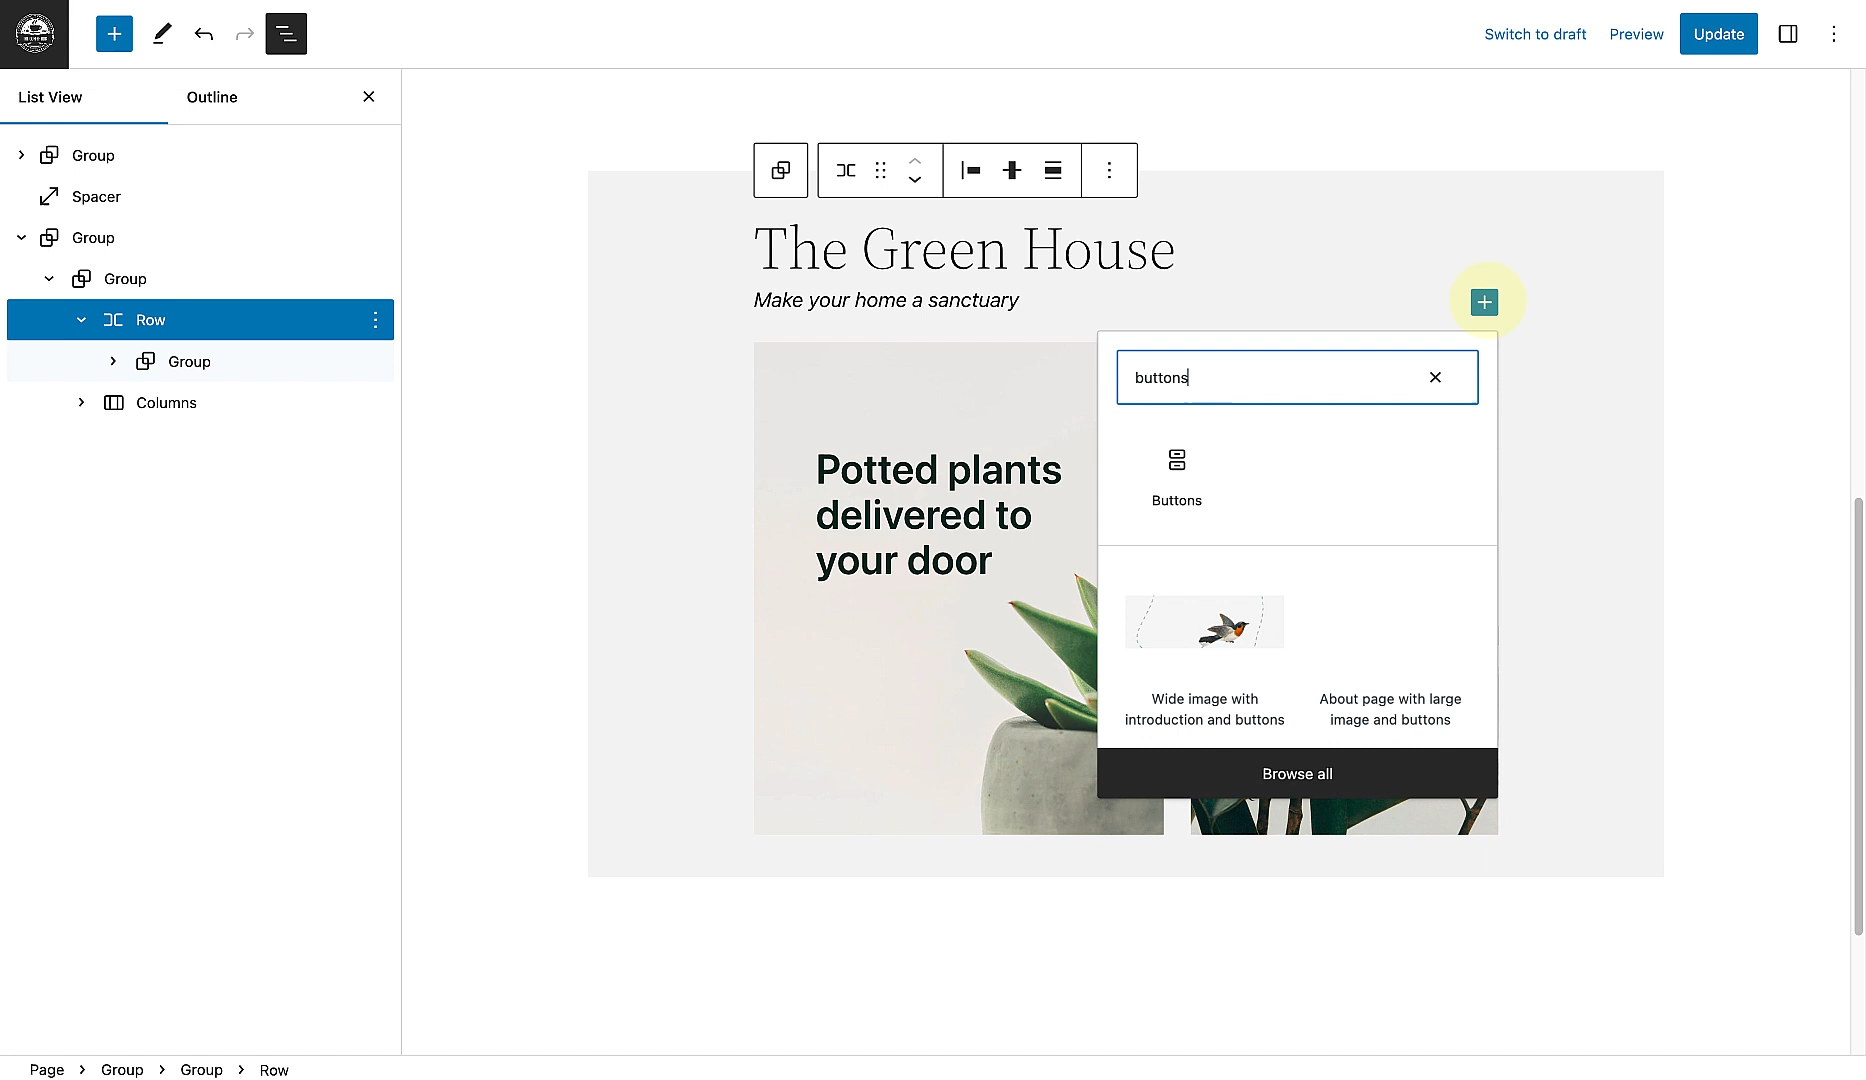 Switch to draft
Preview
Update
List View
Outline
Group
Spacer
Group
Group
Row
Group
Columns
The Green House
Make your home a sanctuary
buttons
Buttons
Potted plants
delivered to
your door
Wide image with
introduction and buttons
About page with large
image and buttons
Browse all
Page
Group
Group
Row